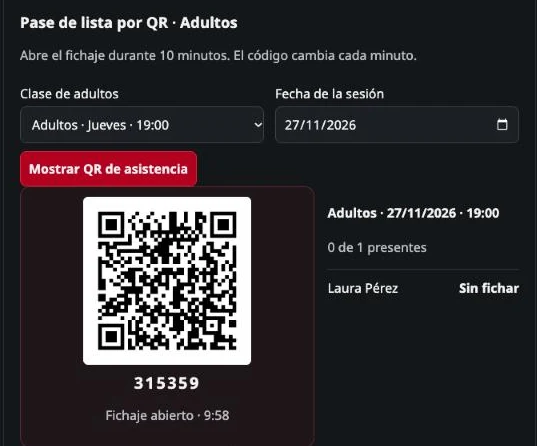 Pase de lista por QR · Adultos
Abre el fichaje durante 10 minutos. El código cambia cada minuto.
Clase de adultos
Fecha de la sesión
Adultos · Jueves · 19:00
27/11/2026
Mostrar QR de asistencia
Adultos · 27/11/2026 · 19:00
0 de 1 presentes
Laura Pérez
Sin fichar
315359
Fichaje abierto · 9:58